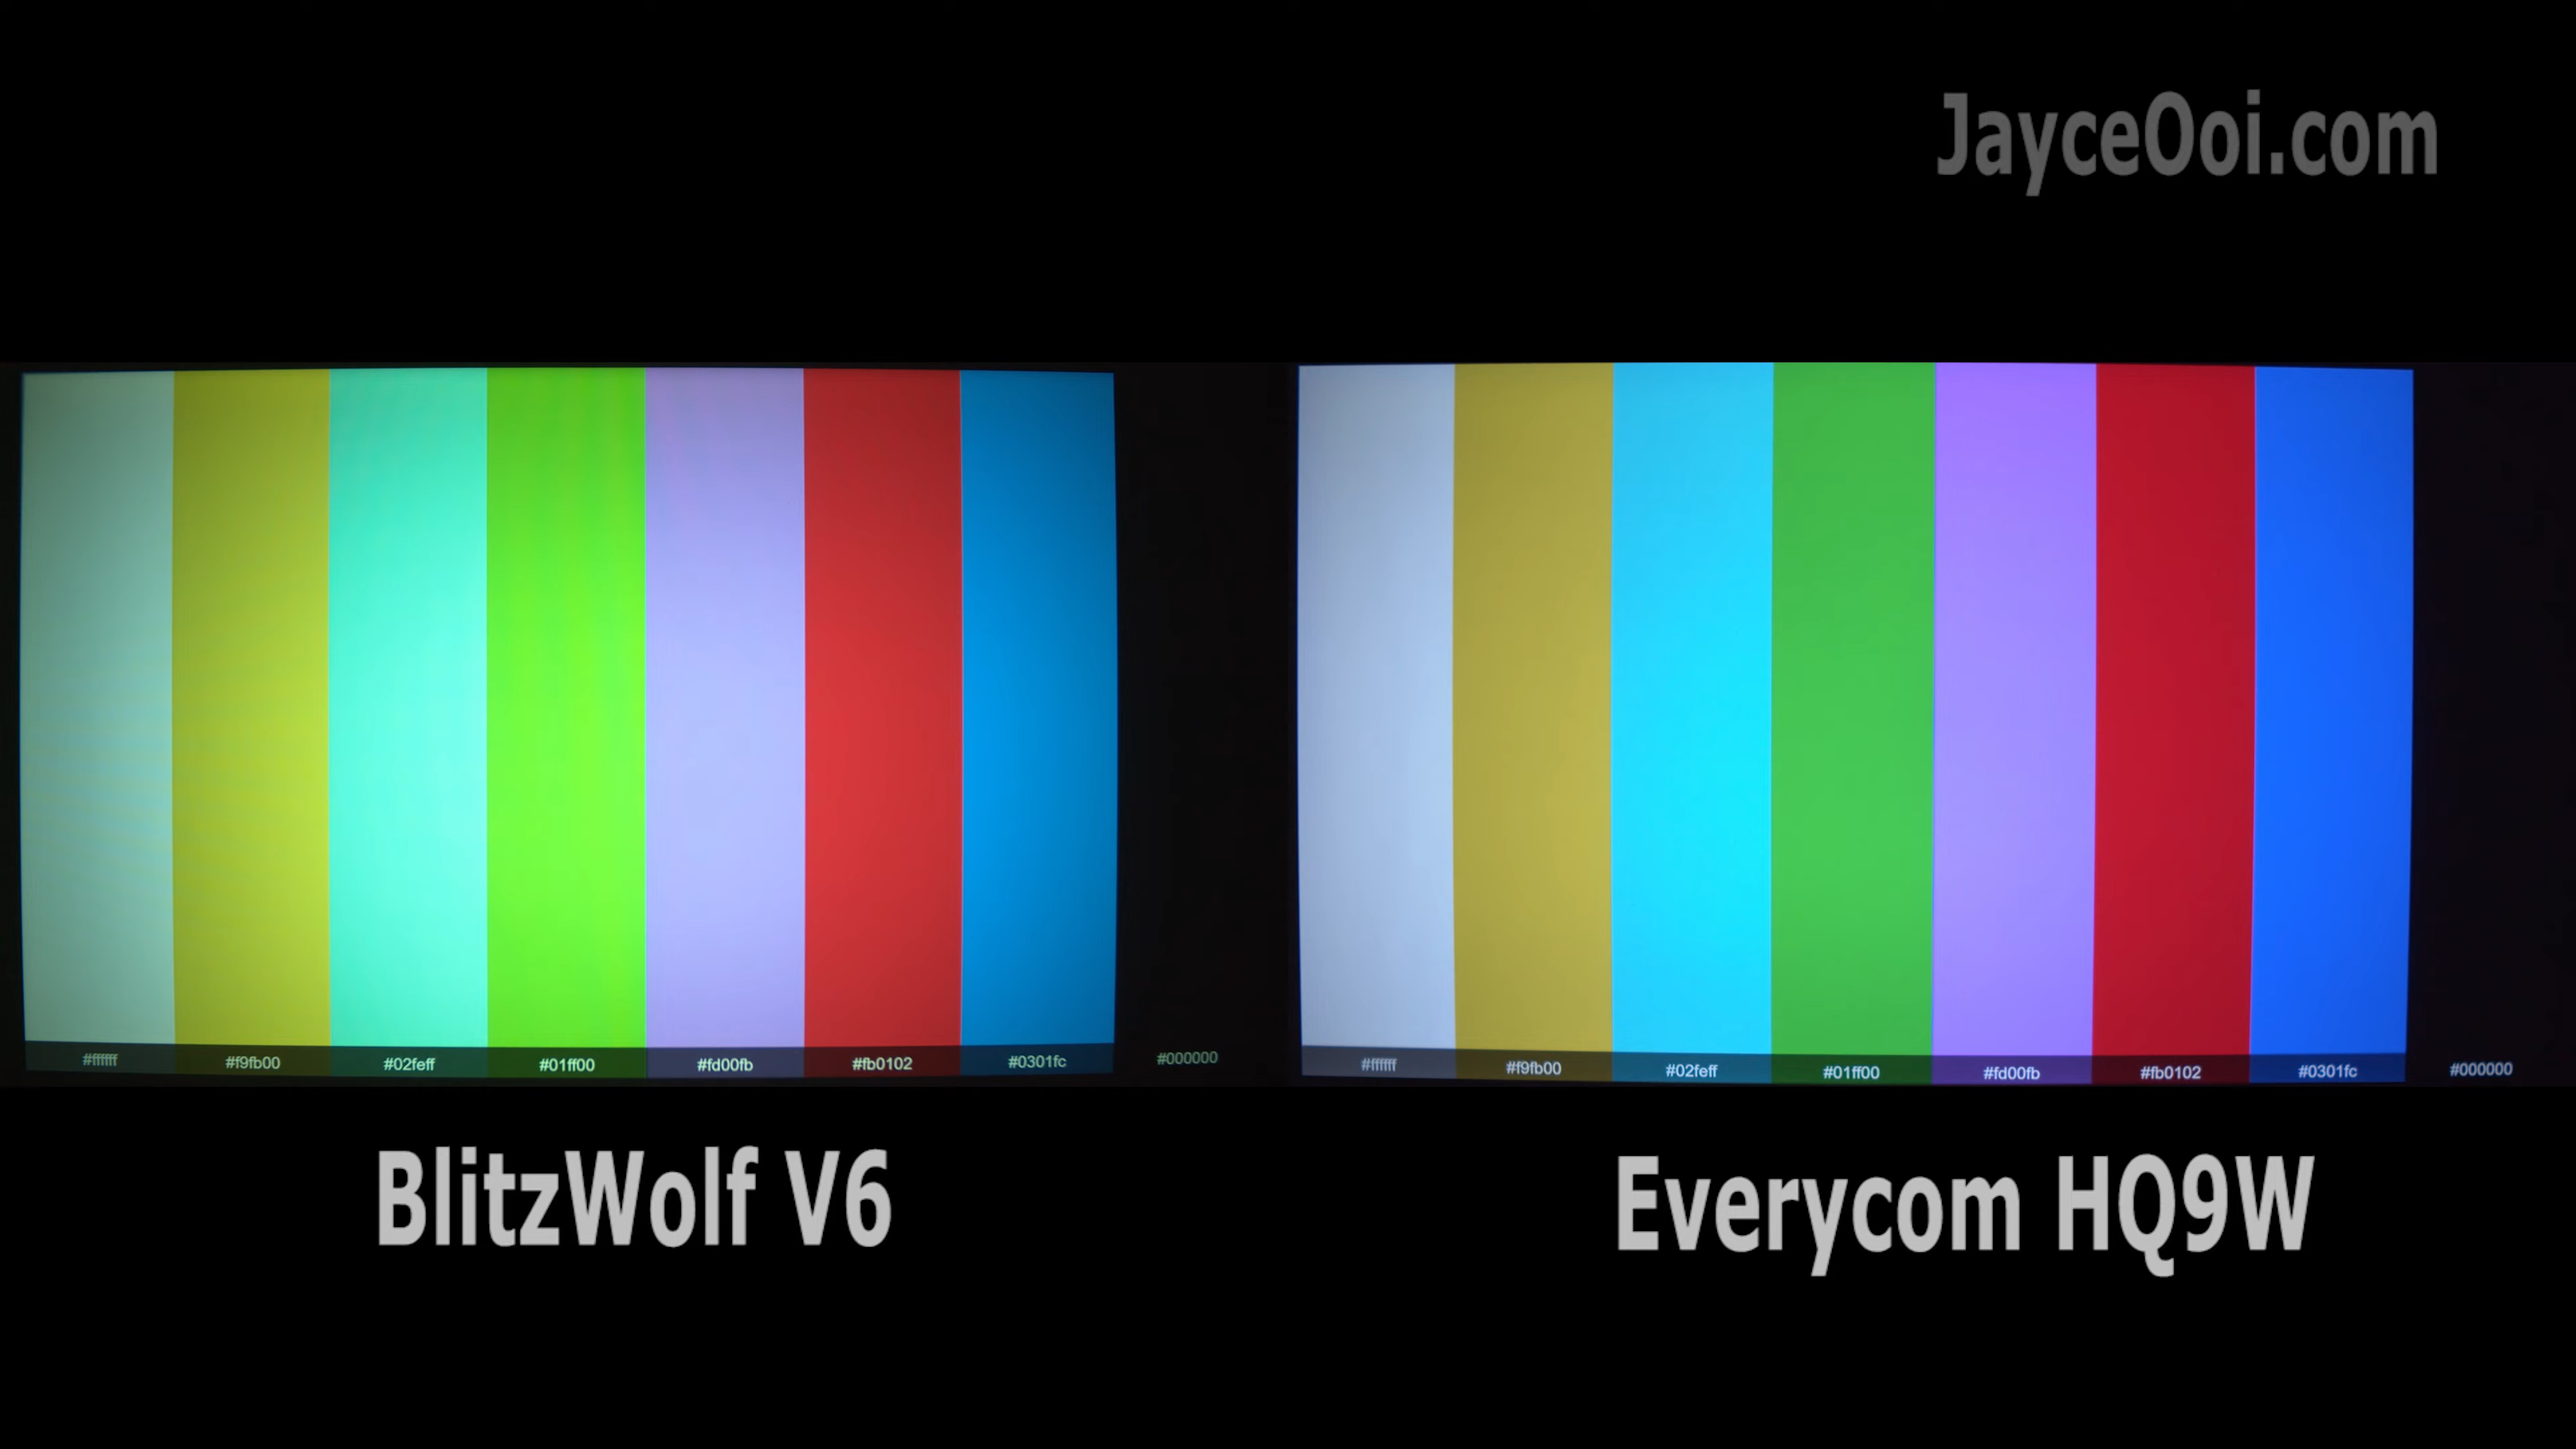 JayceOoi.com
#ffffff #f9fb00 #02feff #01ff00 #fd00fb #fb0102 #0301fc #000000
#ffffff #f9fb00 #02feff #01ff00 #fd00fb #fb0102 #0301fc #000000
BlitzWolf V6
Everycom HQ9W